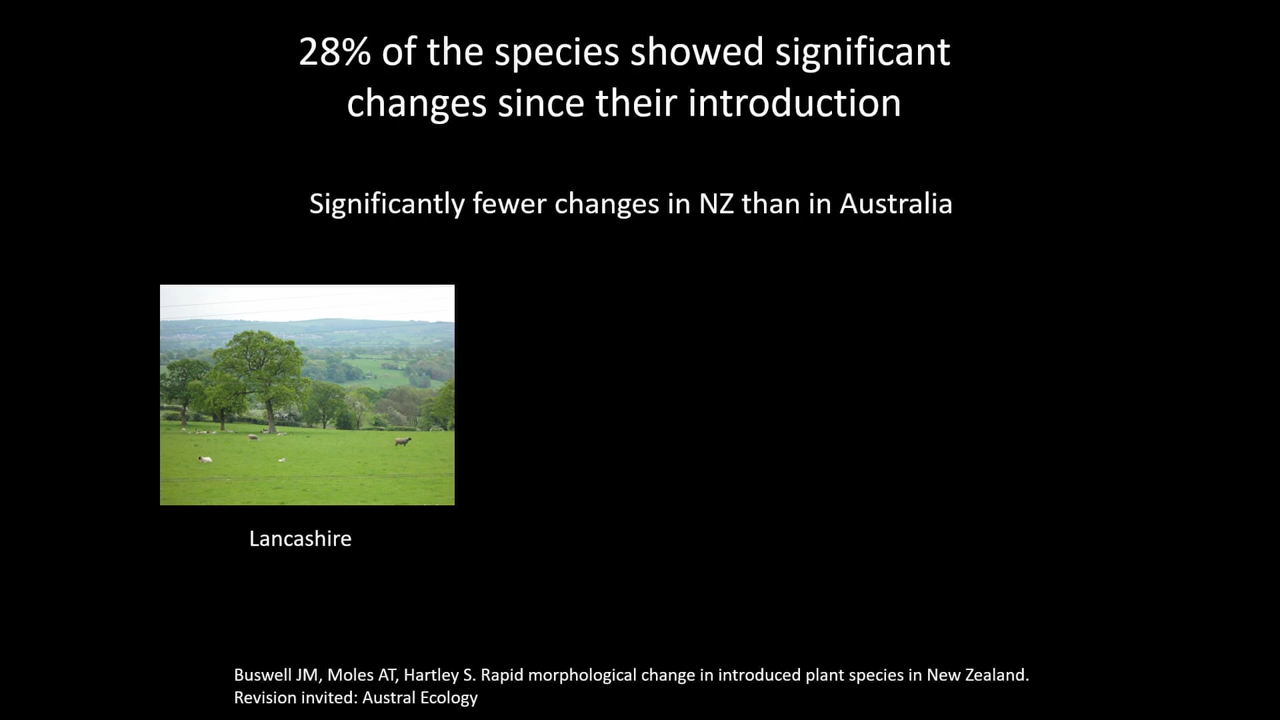 28% of the species showed significant
changes since their introduction
Significantly fewer changes in NZ than in Australia
Lancashire
Buswell JM, Moles AT, Hartley S. Rapid morphological change in introduced plant species in New Zealand.
Revision invited: Austral Ecology